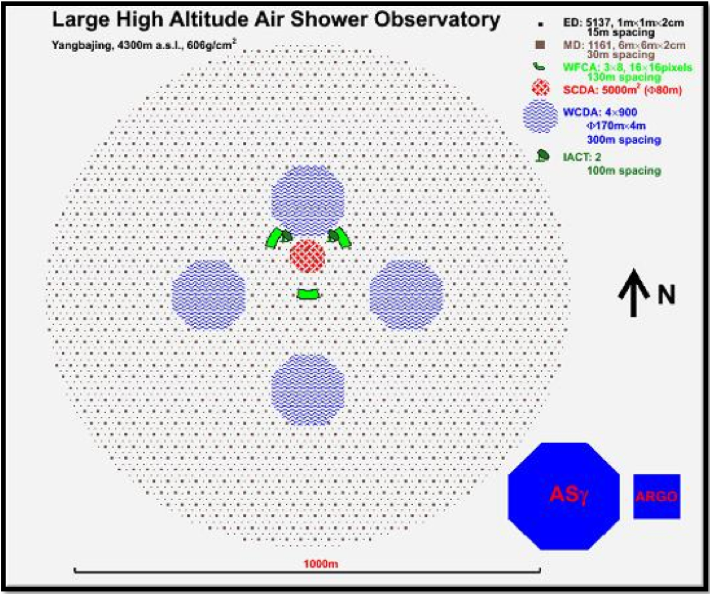 Large High Altitude Air Shower Observatory
Yangbajing, 4300m a.s.l., 606g/cm²
ED: 5137, 1m×1m×2cm
15m spacing
MD: 1161, 6m×6m×2cm
30m spacing
WFCA: 3×8, 16×16pixels
130m spacing
SCDA: 5000m² (Φ80m)
WCDA: 4×900
Φ170m×4m
300m spacing
IACT: 2
100m spacing
N
ASγ
ARGO
1000m